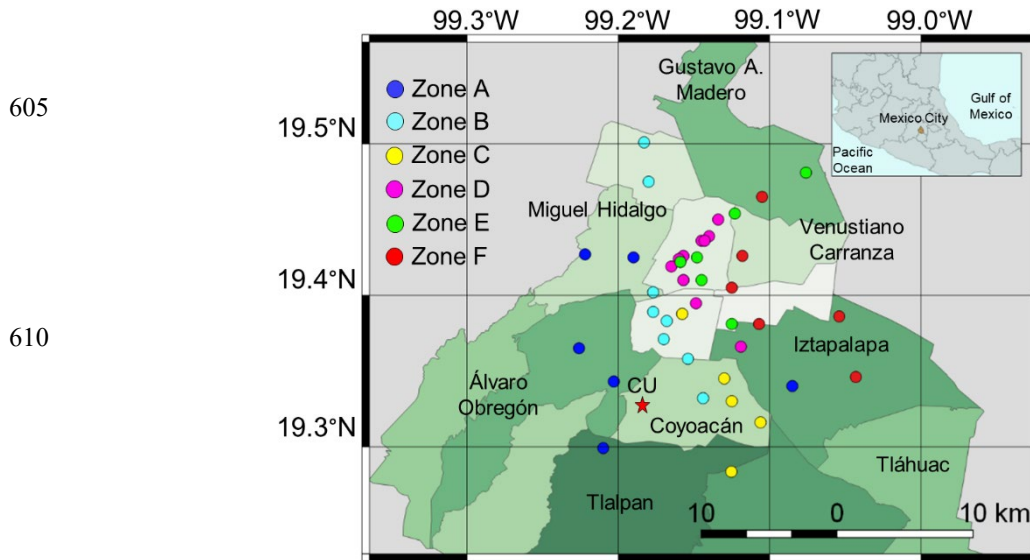 99.3°W 99.2°W 99.1°W 99.0°W
Gustavo A.
Madero
Zone A
605
Gulf of
Mexico
Mexico City
Zone B
19.5°N
Zone C
Pacific
Ocean
Zone D
Miguel Hidalgo
Zone E
Venustiano
Carranza
Zone F
19.4°N
610
Iztapalapa
Álvaro
Obregón
CU
Coyoacán
19.3°N
Tláhuac
Tlalpan
10 0 10 km